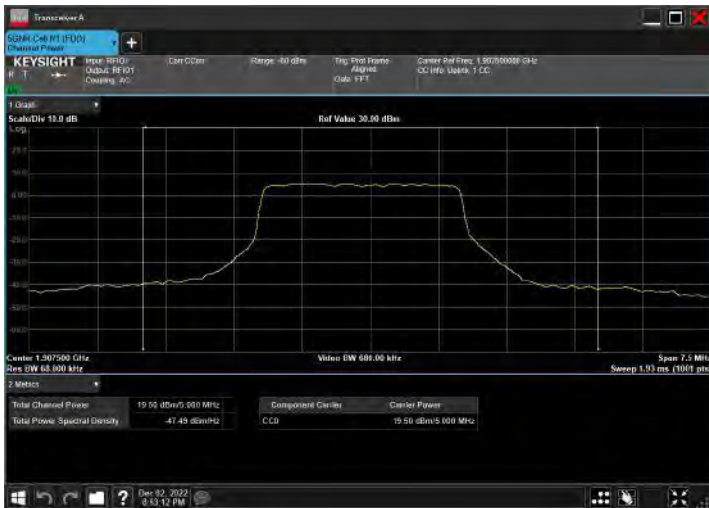 Transceiver A
5GNR Cell N1 (FDD)
Channel Power
KEYSIGHT
Input: RFIO1
Output: RFIO1
Coupling: AC
Corr CCorr
Range: -60 dBm
Trig: Prot Frame
Aligned
Gate: FFT
Carrier Ref Freq: 1.907500000 GHz
CC Info: Uplink, 1 CC
R T
1 Graph
Scale/Div 10.0 dB
Ref Value 30.00 dBm
Log
Center 1.907500 GHz
Video BW 680.00 kHz
Span 7.5 MHz
Res BW 68.000 kHz
Sweep 1.93 ms (1001 pts
2 Metrics
Total Channel Power
19.50 dBm/5.000 MHz
Total Power Spectral Density
-47.49 dBm/Hz
Component Carrier
Carrier Power
CC0
19.50 dBm/5.000 MHz
?
Dec 02, 2022
8:53:12 PM